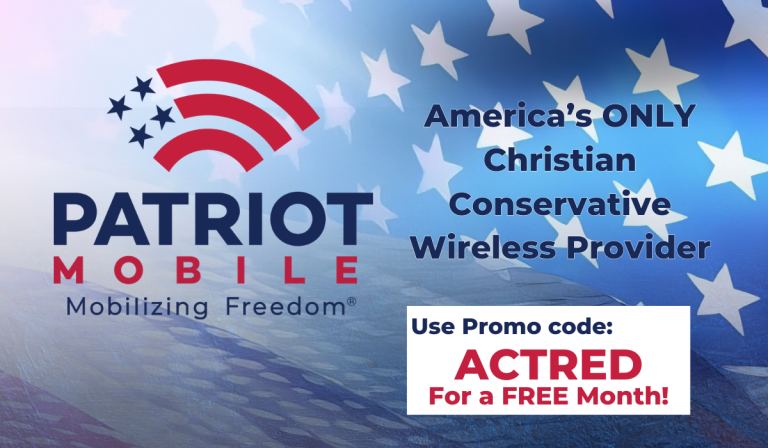 PATRIOT
MOBILE
Mobilizing Freedom®
America's ONLY
Christian
Conservative
Wireless Provider
Use Promo code:
ACTRED
For a FREE Month!